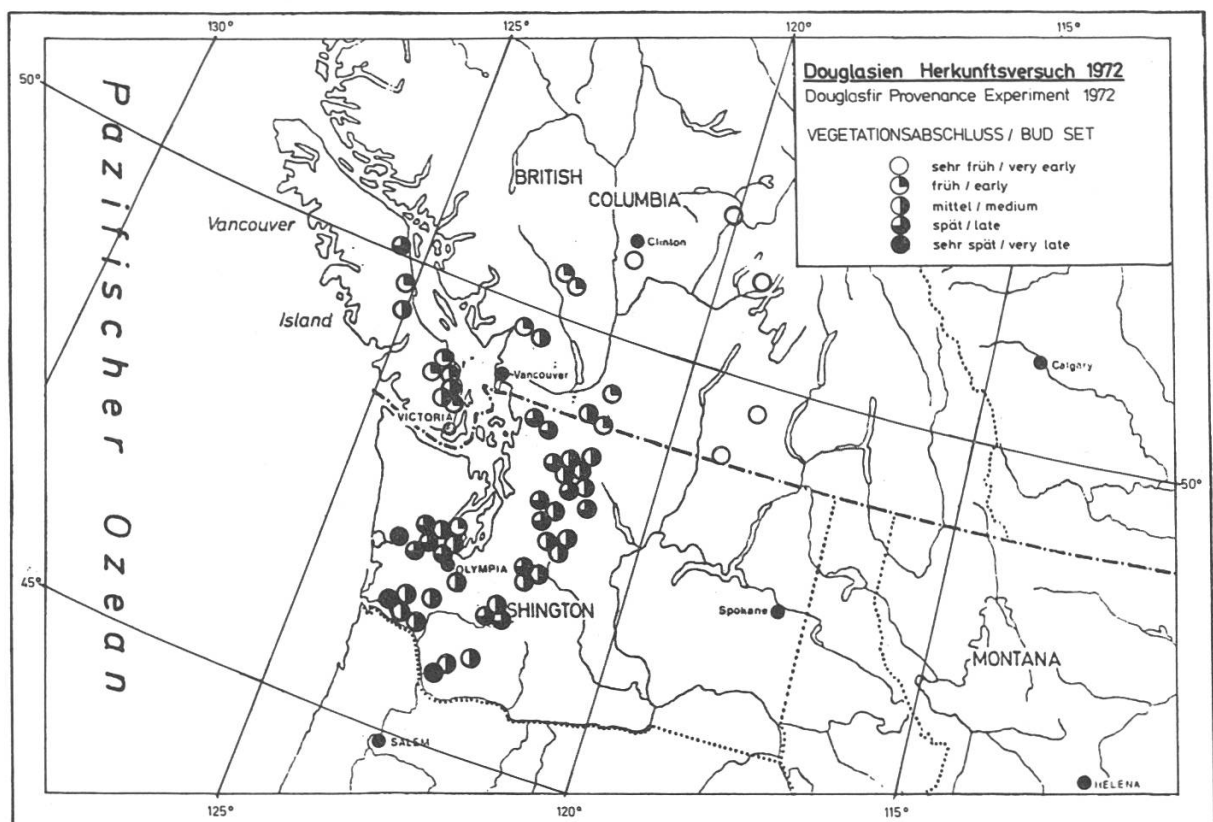 130°
125°
120°
115°
50°
Douglasien Herkunftsversuch 1972
Douglasfir Provenance Experiment 1972
VEGETATIONSABSCHLUSS / BUD SET
sehr früh / very early
früh / early
mittel / medium
spät / late
sehr spät / very late
Pazifischer Ozean
BRITISH
COLUMBIA
Vancouver
Island
Clinton
Calgary
Vancouver
VICTORIA
50°
OLYMPIA
45°
SHINGTON
Spokane
MONTANA
SALEM
HELENA
125°
120°
115°